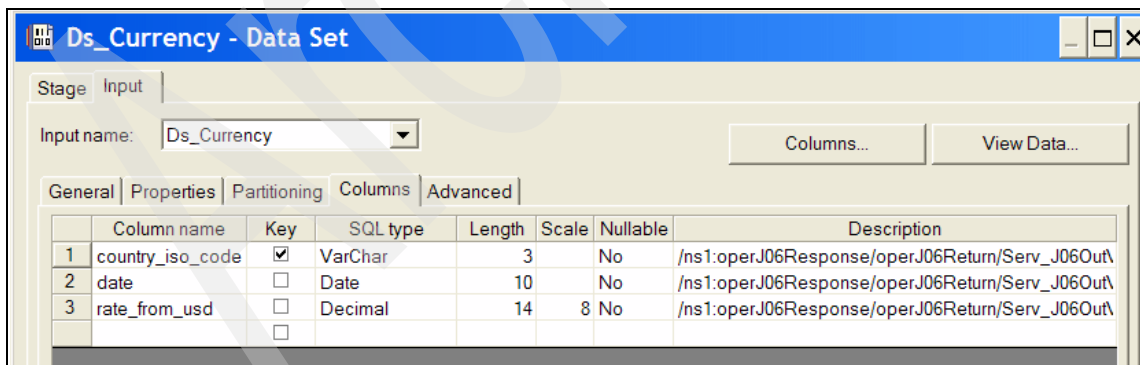 Ds_Currency - Data Set
Stage Input
Input name: Ds_Currency Columns... View Data...
General Properties Partitioning Columns Advanced
Column name Key SQL type Length Scale Nullable Description
1 country_iso_code VarChar 3 No /ns1:operJ06Response/operJ06Return/Serv_J06Out\
2 date Date 10 No /ns1:operJ06Response/operJ06Return/Serv_J06Out\
3 rate_from_usd Decimal 14 8 No /ns1:operJ06Response/operJ06Return/Serv_J06Out\